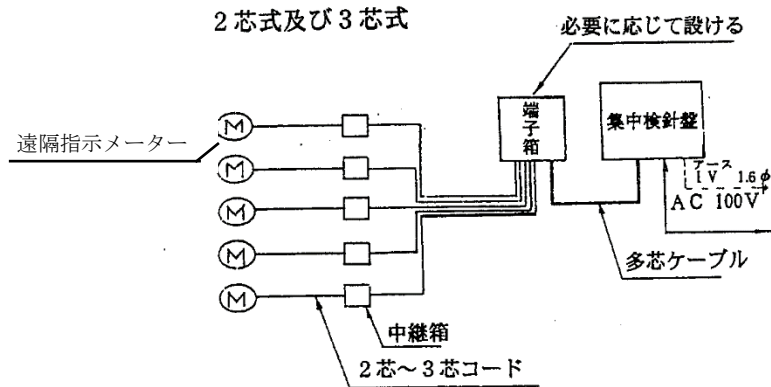 2芯式及び3芯式
必要に応じて設ける
端子箱
集中検針盤
遠隔指示メーター
M
M
M
M
M
アース
IV 1.6φ
AC 100V
多芯ケーブル
中継箱
2芯～3芯コード